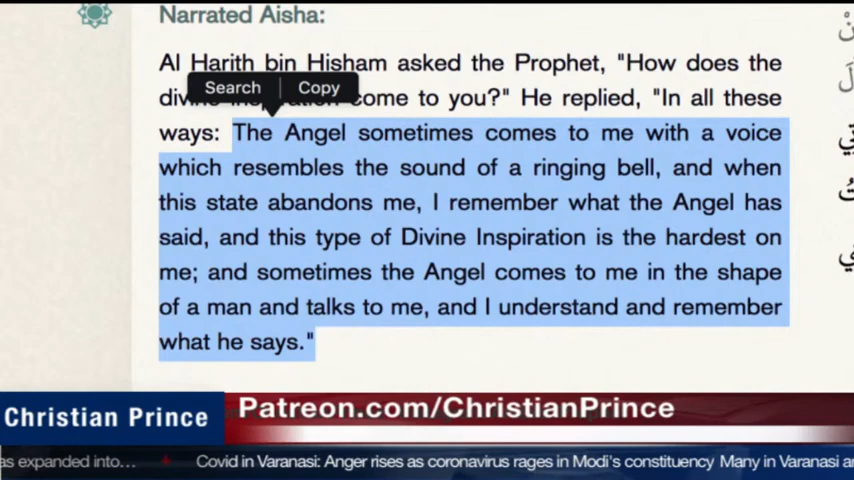 Narrated Aisha:
Al Harith bin Hisham asked the Prophet, "How does the
Search Copy
come to you?" He replied, "In all these
ways: The Angel sometimes comes to me with a voice
which resembles the sound of a ringing bell, and when
this state abandons me, I remember what the Angel has
said, and this type of Divine Inspiration is the hardest on
me; and sometimes the Angel comes to me in the shape
of a man and talks to me, and I understand and remember
what he says."
Christian Prince
Patreon.com/ChristianPrince
as expanded into... Covid in Varanasi: Anger rises as coronavirus rages in Modi's constituency Many in Varanasi